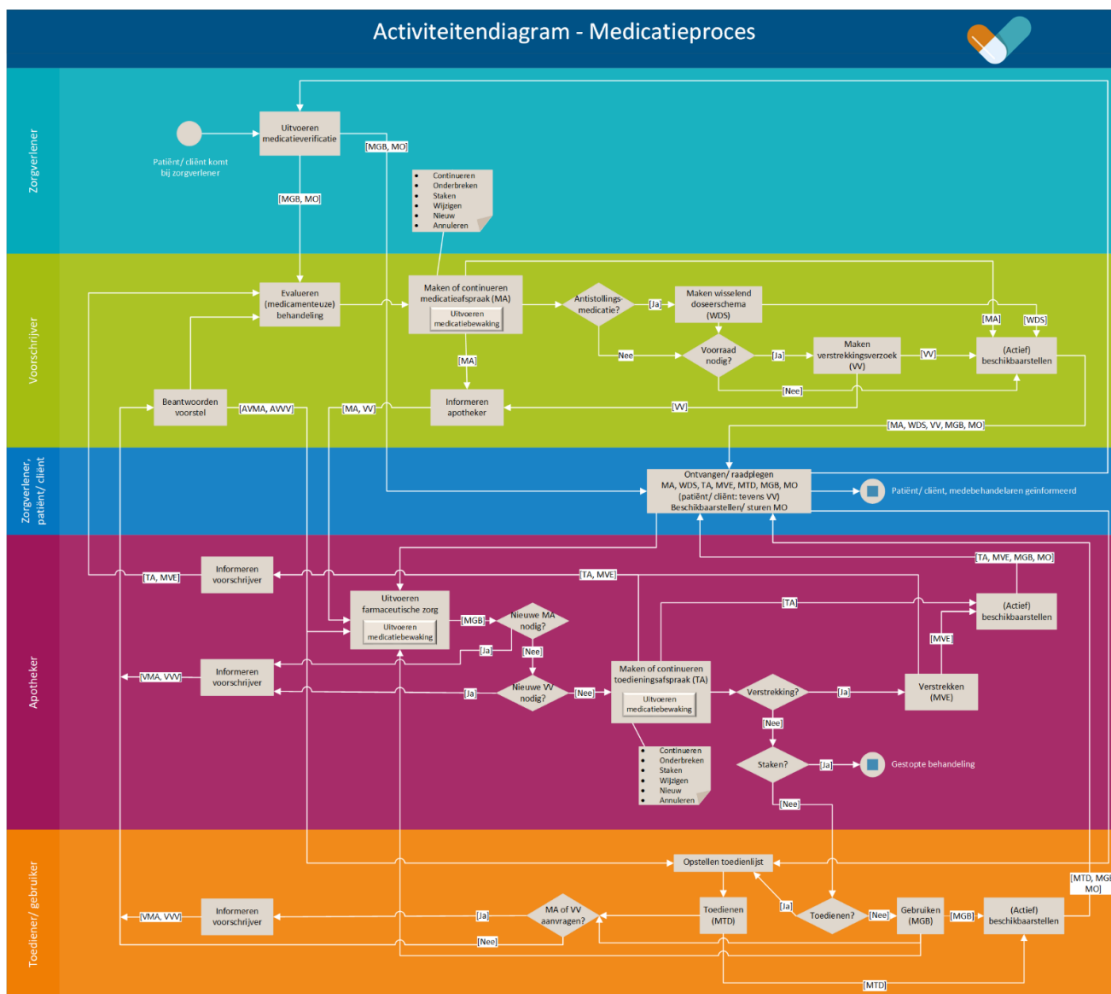 Activiteitendiagram - Medicatieproces
Zorgverlener
Uitvoeren
medicatieverificatie
Patiënt/ cliënt komt
bij zorgverlener
[MGB, MO]
[MGB, MO]
Continueren
Onderbreken
Staken
Wijzigen
Nieuw
Annuleren
Voorschrijver
Evalueren
(medicamenteuze)
behandeling
Maken of continueren
medicatieafspraak (MA)
Uitvoeren
medicatiebewaking
Antistollings-
medicatie?
[Ja]
Maken wisselend
doseerschema
(WDS)
[MA]
[WDS]
Nee
Voorraad
nodig?
[Ja]
Maken
verstrekkingsverzoek
(VV)
[VV]
(Actief)
beschikbaarstellen
[MA]
[Nee]
Beantwoorden
voorstel
[AVMA, AVVV]
[MA, VV]
Informeren
apotheker
[VV]
[MA, WDS, VV, MGB, MO]
Zorgverlener,
patiënt/ cliënt
Ontvangen/ raadplegen
MA, WDS, TA, MVE, MTD, MGB, MO
(patiënt/ cliënt: tevens VV)
Beschikbaarstellen/ sturen MO
Patiënt/ cliënt, medebehandelaren geïnformeerd
Apotheker
[TA, MVE]
Informeren
voorschrijver
[TA, MVE]
[TA, MVE, MGB, MO]
Uitvoeren
farmaceutische zorg
Uitvoeren
medicatiebewaking
[MGB]
Nieuwe MA
nodig?
[TA]
(Actief)
beschikbaarstellen
[MVE]
[Ja]
[Nee]
[VMA, VVV]
Informeren
voorschrijver
[Ja]
Nieuwe VV
nodig?
[Nee]
Maken of continueren
toedieningsafspraak (TA)
Uitvoeren
medicatiebewaking
Verstrekking?
[Ja]
Verstrekken
(MVE)
[Nee]
Continueren
Onderbreken
Staken
Wijzigen
Nieuw
Annuleren
Staken?
[Ja]
Gestopte behandeling
[Nee]
Toediener/ gebruiker
Opstellen toedienlijst
[MTD, MGB
MO]
[VMA, VVV]
Informeren
voorschrijver
[Ja]
MA of VV
aanvragen?
[Nee]
Toedienen
(MTD)
[Ja]
Toedienen?
[Nee]
Gebruiken
(MGB)
[MGB]
(Actief)
beschikbaarstellen
[MTD]